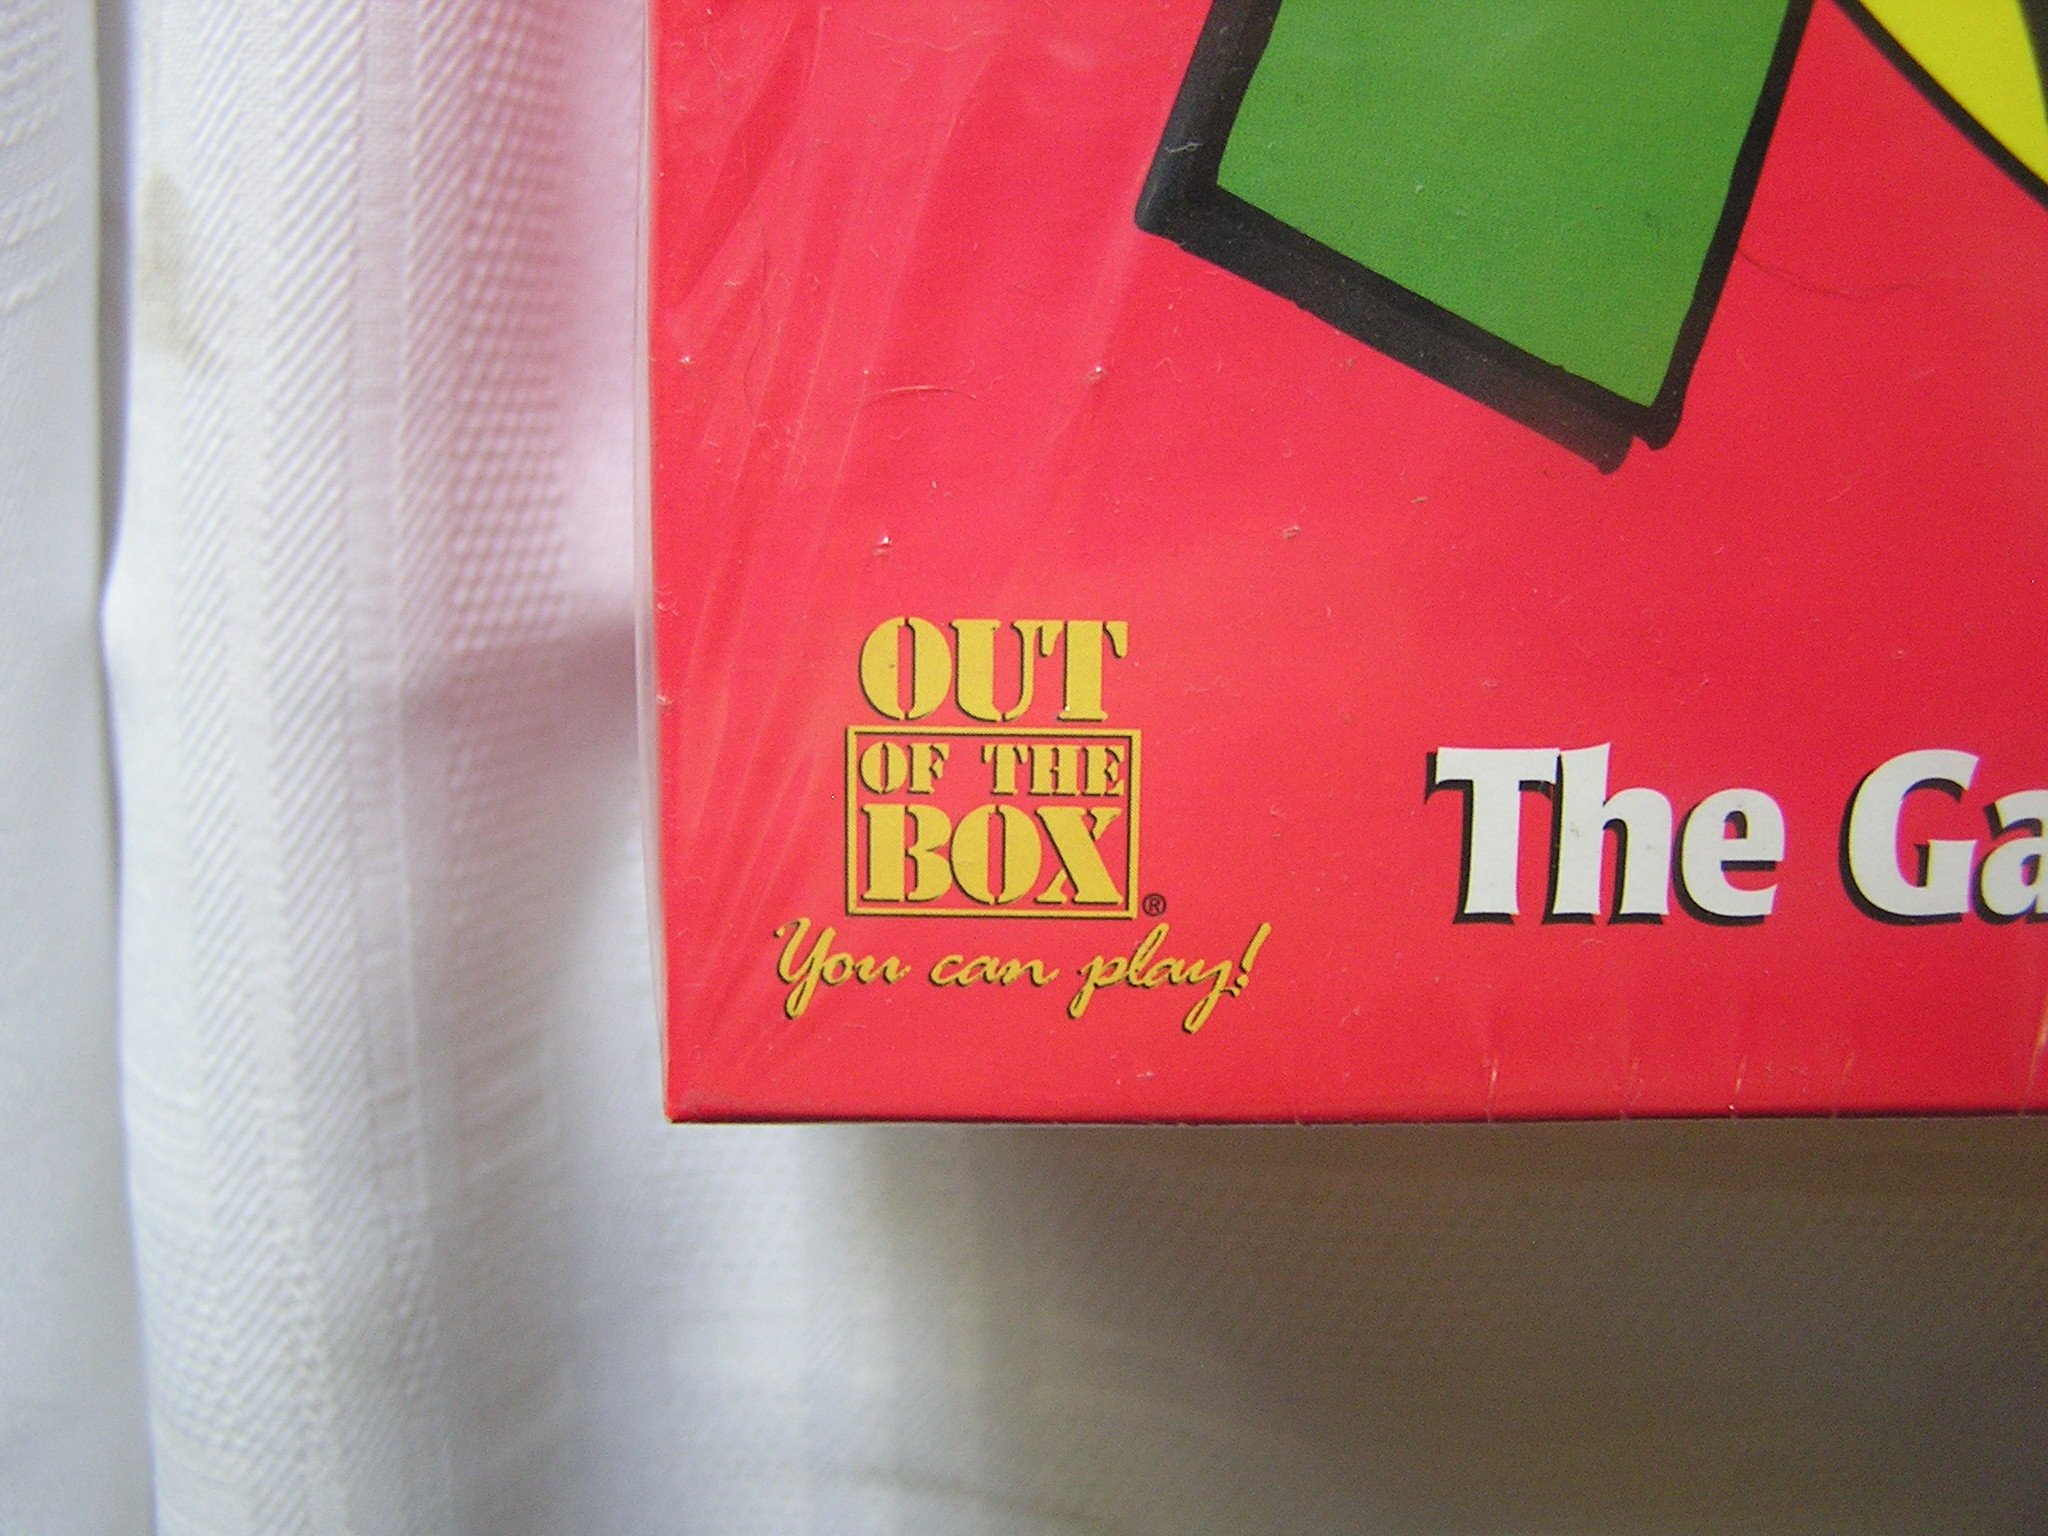 OUT
OF THE
BOX®
You can play!
The Ga